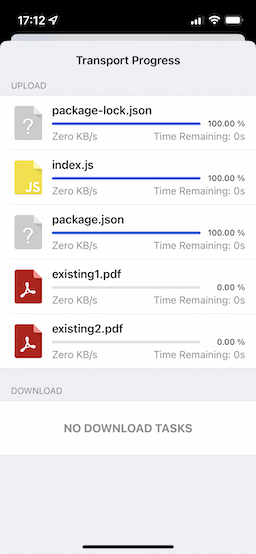 17:12
Transport Progress
UPLOAD
?
package-lock.json
100.00 %
Zero KB/s Time Remaining: 0s
JS
index.js
100.00 %
Zero KB/s Time Remaining: 0s
?
package.json
100.00 %
Zero KB/s Time Remaining: 0s
existing1.pdf
0.00 %
Zero KB/s Time Remaining: 0s
existing2.pdf
0.00 %
Zero KB/s Time Remaining: 0s
DOWNLOAD
NO DOWNLOAD TASKS